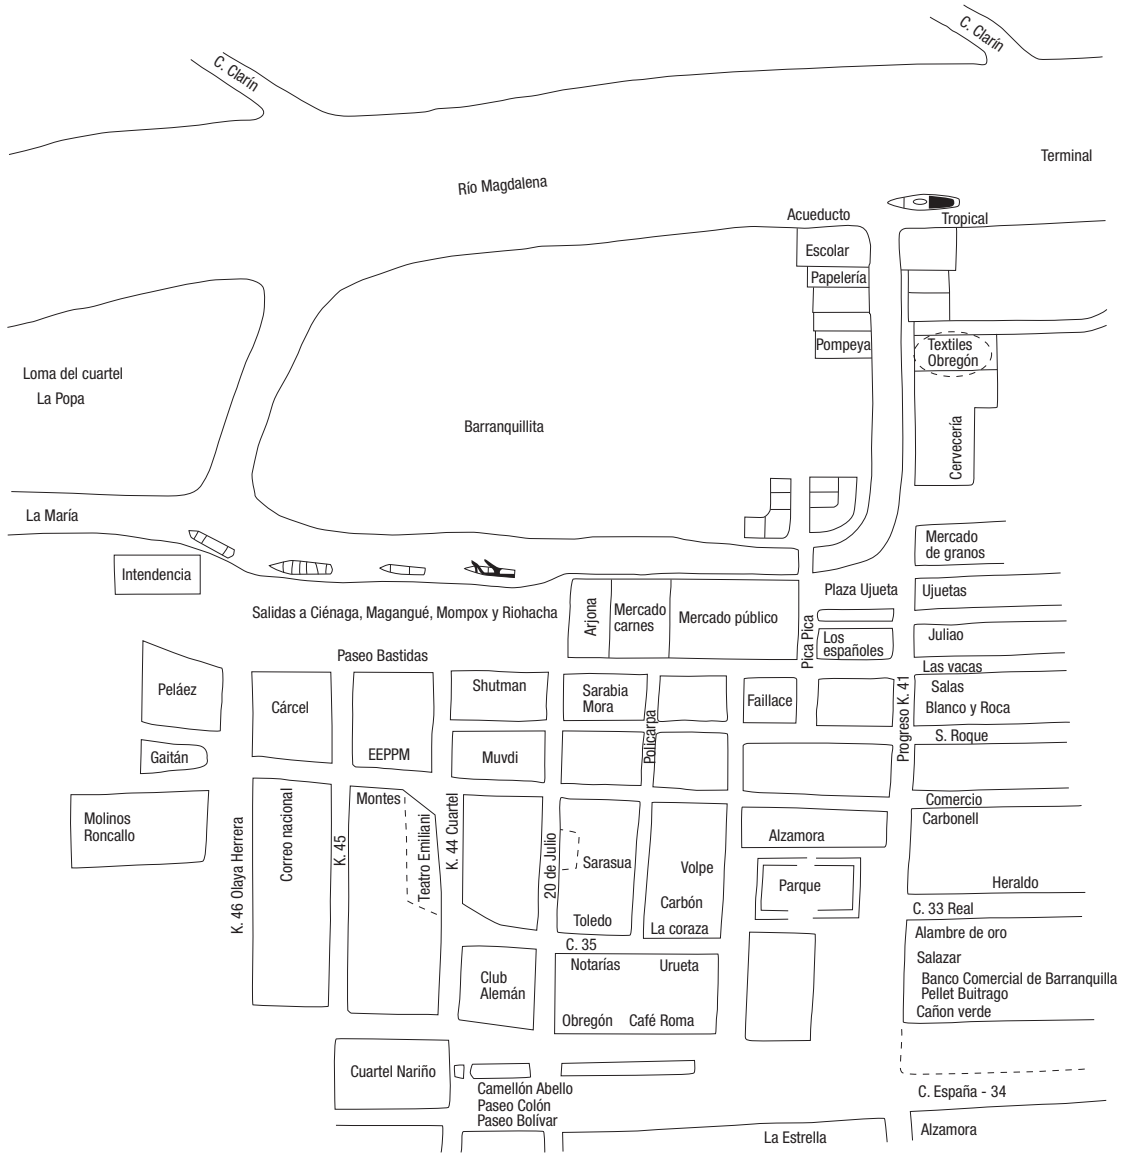 C. Clarín
C. Clarín
Terminal
Río Magdalena
Acueducto
Tropical
Escolar
Papelería
Pompeya
Textiles
Obregón
Loma del cuartel
La Popa
Barranquillita
Cervecería
La María
Mercado
de granos
Intendencia
Plaza Ujueta
Ujuetas
Salidas a Ciénaga, Magangué, Mompox y Riohacha
Arjona
Mercado
carnes
Mercado público
Pica Pica
Los
españoles
Juliao
Paseo Bastidas
Las vacas
Peláez
Cárcel
Shutman
Sarabia
Mora
Policarpa
Faillace
Progreso K. 41
Salas
Blanco y Roca
S. Roque
Gaitán
EEPPM
Muvdi
Comercio
Molinos
Roncallo
K. 46 Olaya Herrera
Correo nacional
K. 45
Montes
Teatro Emiliani
K. 44 Cuartel
20 de Julio
Sarasua
Toledo
Volpe
Carbón
La coraza
Alzamora
Parque
Carbonell
Heraldo
C. 33 Real
C. 35
Alambre de oro
Salazar
Banco Comercial de Barranquilla
Pellet Buitrago
Cañon verde
Club
Alemán
Notarías
Urueta
Obregón
Café Roma
Cuartel Nariño
Camellón Abello
Paseo Colón
Paseo Bolívar
C. España - 34
La Estrella
Alzamora